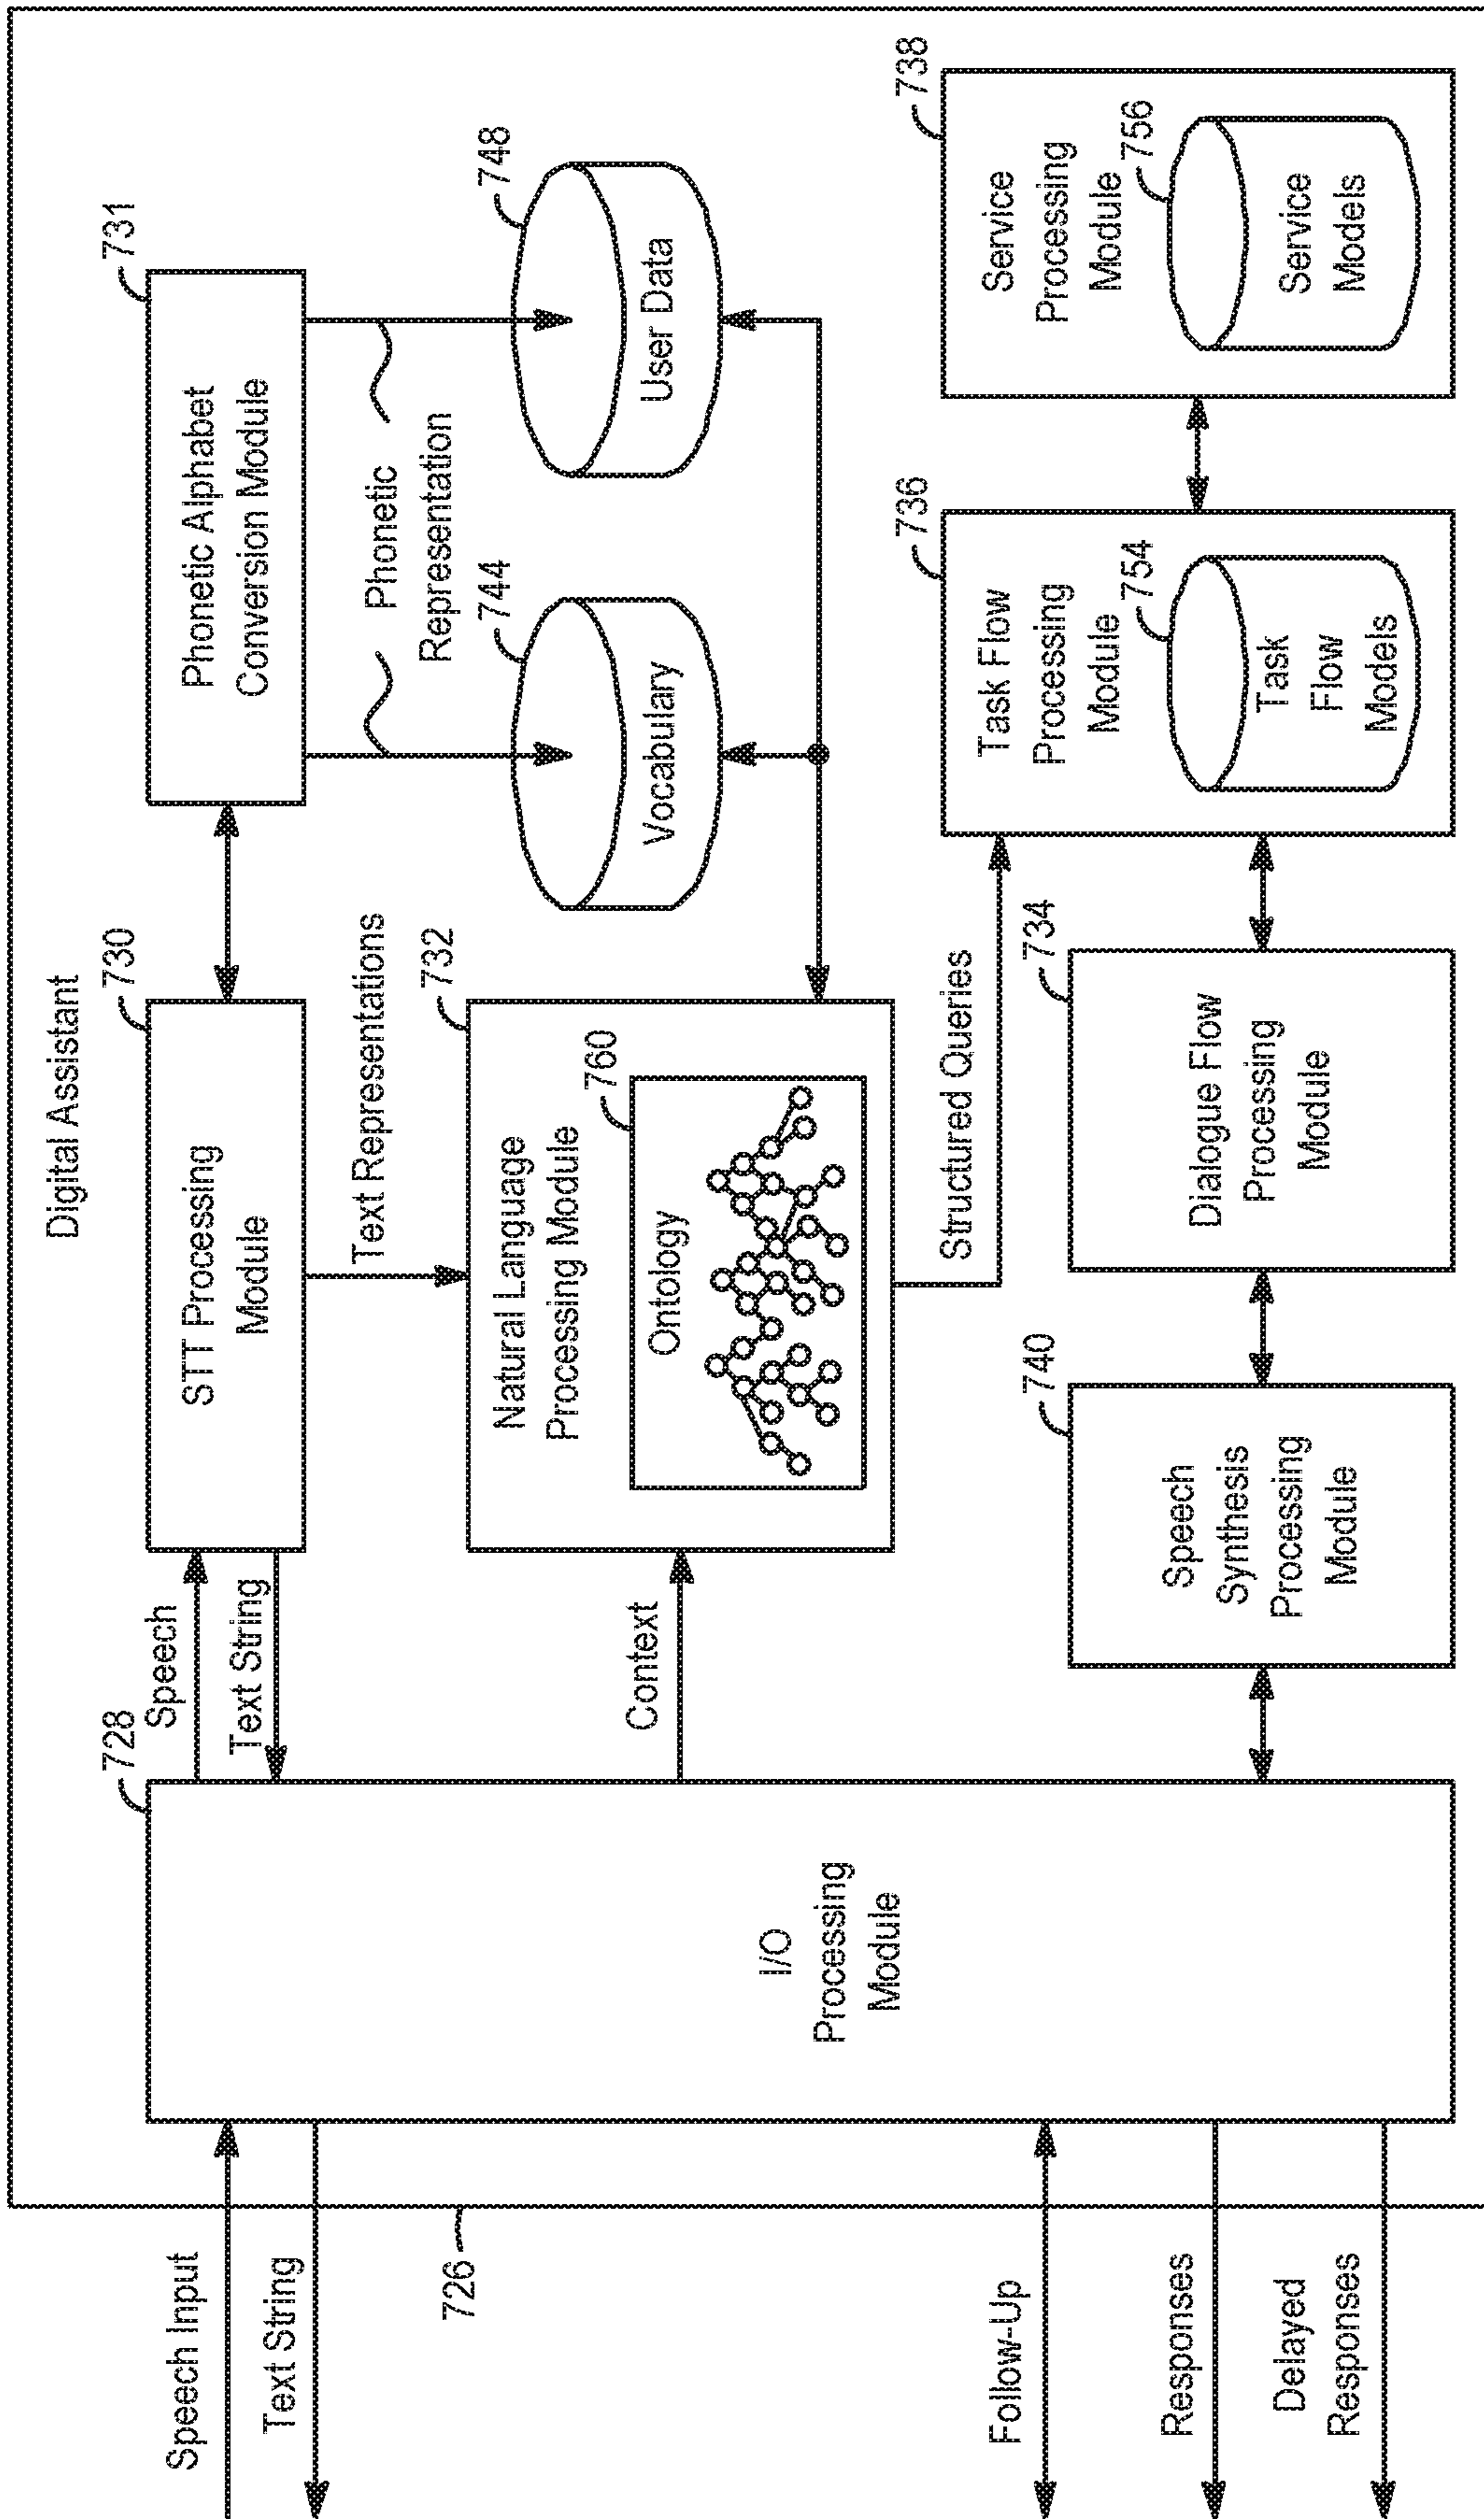 Digital Assistant
Speech Input
Text String
726
Follow-Up
Responses
Delayed
Responses
728
I/O
Processing
Module
Speech
Text String
Context
730
STT Processing
Module
731
Phonetic Alphabet
Conversion Module
Text Representations
Phonetic
Representation
732
Natural Language
Processing Module
760
Ontology
744
Vocabulary
748
User Data
Structured Queries
740
Speech
Synthesis
Processing
Module
734
Dialogue Flow
Processing
Module
736
Task Flow
Processing
Module
754
Task
Flow
Models
738
Service
Processing
Module
756
Service
Models